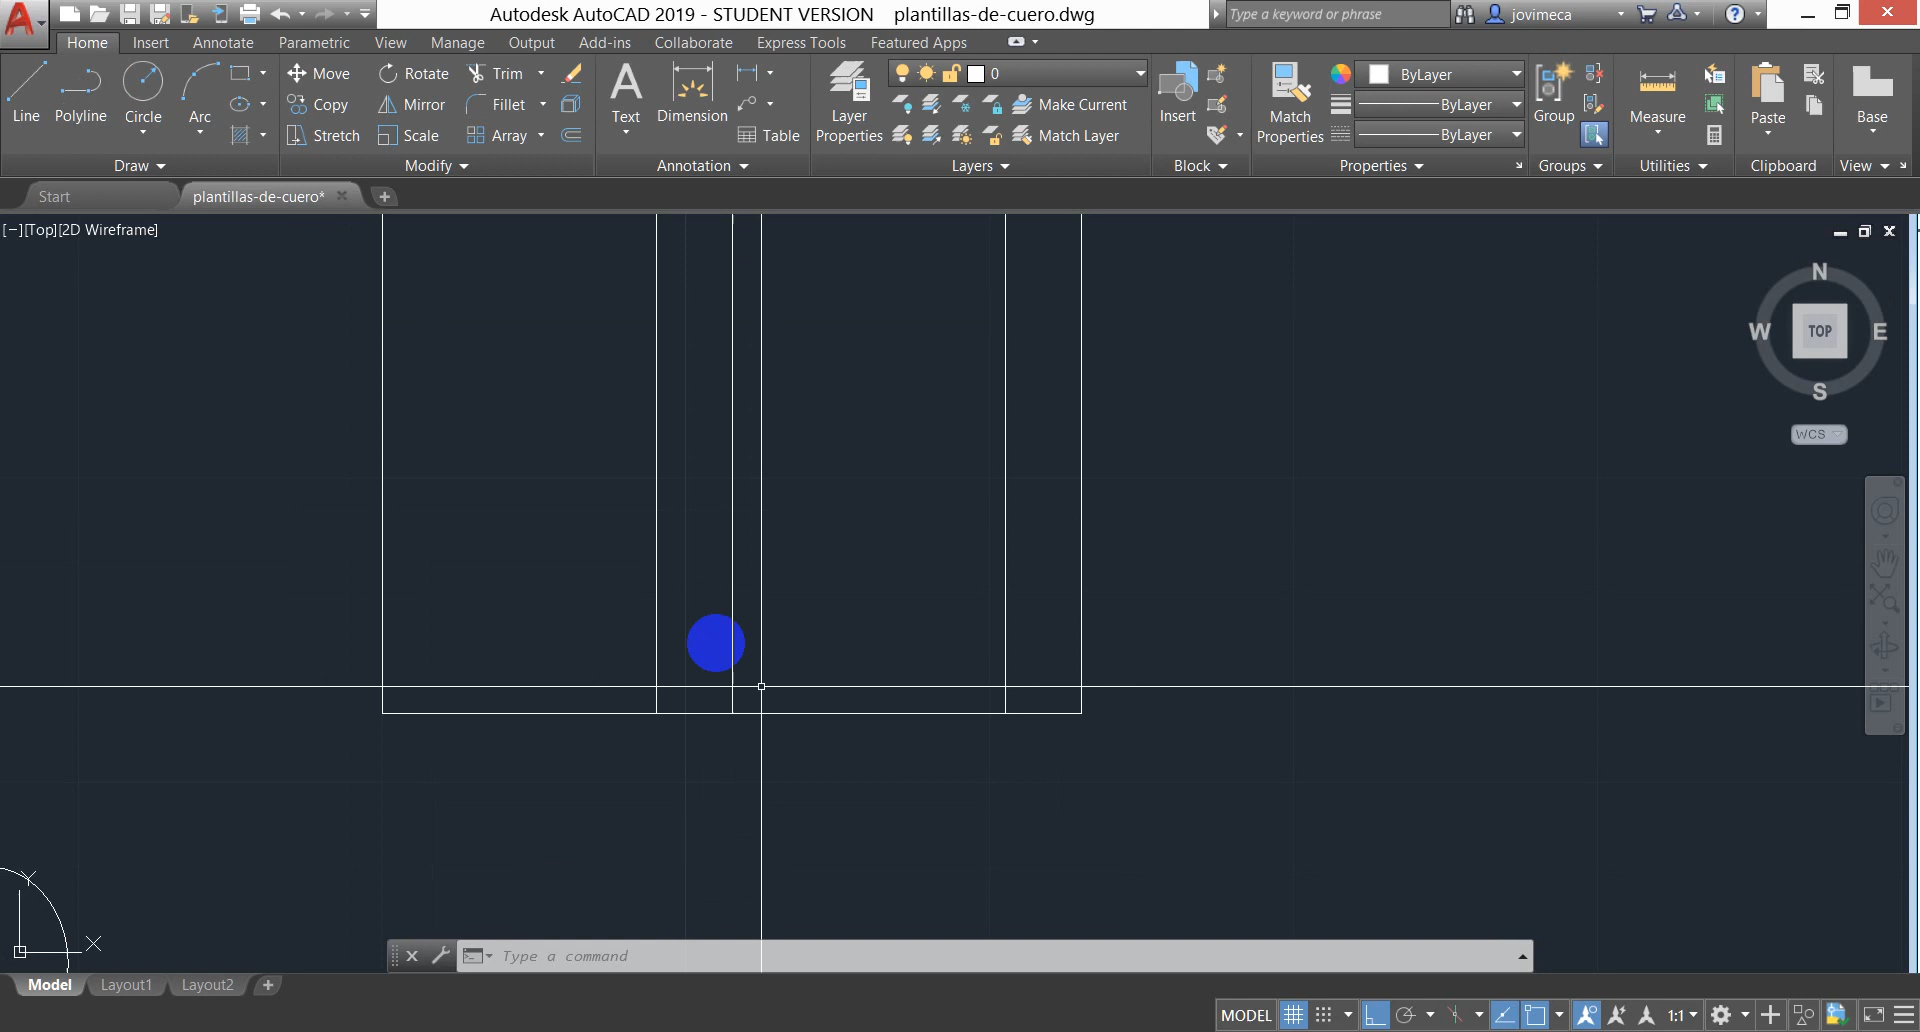 Autodesk AutoCAD 2019 - STUDENT VERSION plantillas-de-cuero.dwg
Type a keyword or phrase
jovimeca
Home Insert Annotate Parametric View Manage Output Add-ins Collaborate Express Tools Featured Apps
Line Polyline Circle Arc
Move Rotate Trim
Copy Mirror Fillet
Stretch Scale Array
Text Dimension
Table
Layer
Properties
0
Make Current
Match Layer
Insert
Match
Properties
ByLayer
ByLayer
ByLayer
Group
Measure
Paste
Base
Draw Modify Annotation Layers Block Properties Groups Utilities Clipboard View
Start plantillas-de-cuero*
[−][Top][2D Wireframe]
N
W TOP E
S
WCS
Y
X
Type a command
Model Layout1 Layout2
MODEL 1:1